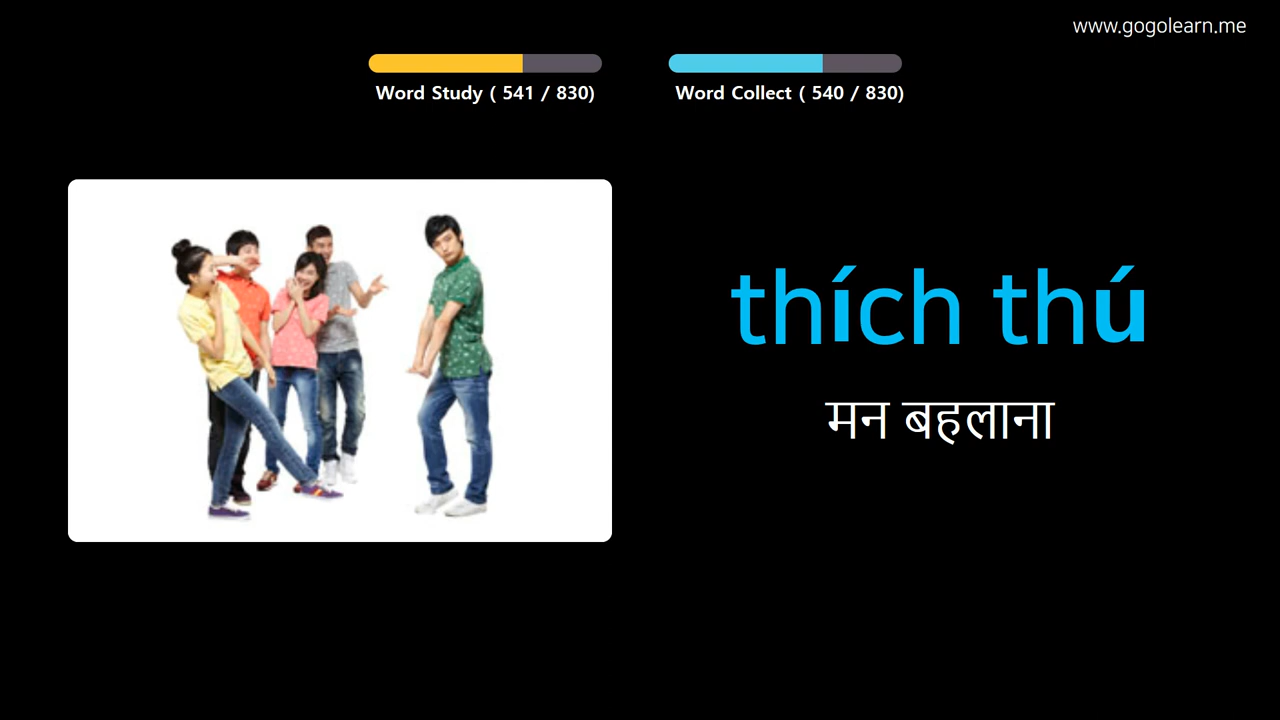 www.gogolearn.me
Word Study ( 541 / 830)
Word Collect ( 540 / 830)
thích thú
मन बहलाना